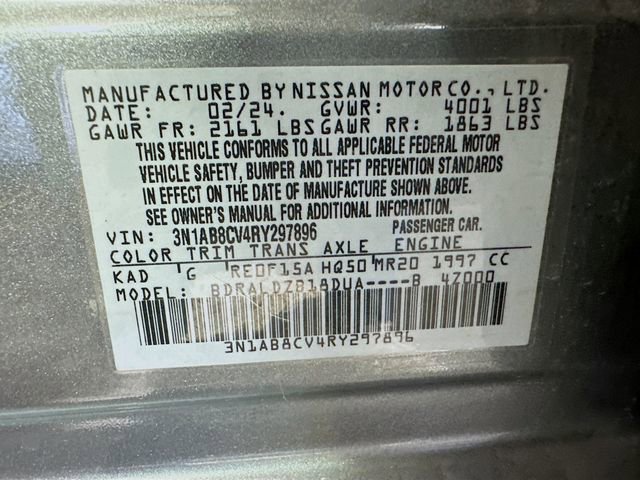 MANUFACTURED BY NISSAN MOTOR CO., LTD.
DATE: 02/24. GVWR: 4001 LBS
GAWR FR: 2161 LBS GAWR RR: 1863 LBS
THIS VEHICLE CONFORMS TO ALL APPLICABLE FEDERAL MOTOR
VEHICLE SAFETY, BUMPER AND THEFT PREVENTION STANDARDS
IN EFFECT ON THE DATE OF MANUFACTURE SHOWN ABOVE.
SEE OWNER'S MANUAL FOR ADDITIONAL INFORMATION.
VIN: 3N1AB8CV4RY297896 PASSENGER CAR.
COLOR TRIM TRANS AXLE ENGINE
KAD G RE0F15A HQ50 MR20 1997 CC
MODEL: BDRALDZB18DUA----B 47000
3N1AB8CV4RY297896